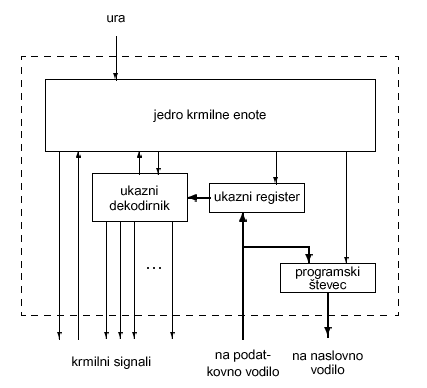 ura
jedro krmilne enote
ukazni
dekodirnik
ukazni register
...
programski
števec
krmilni signali
na podat-
kovno vodilo
na naslovno
vodilo